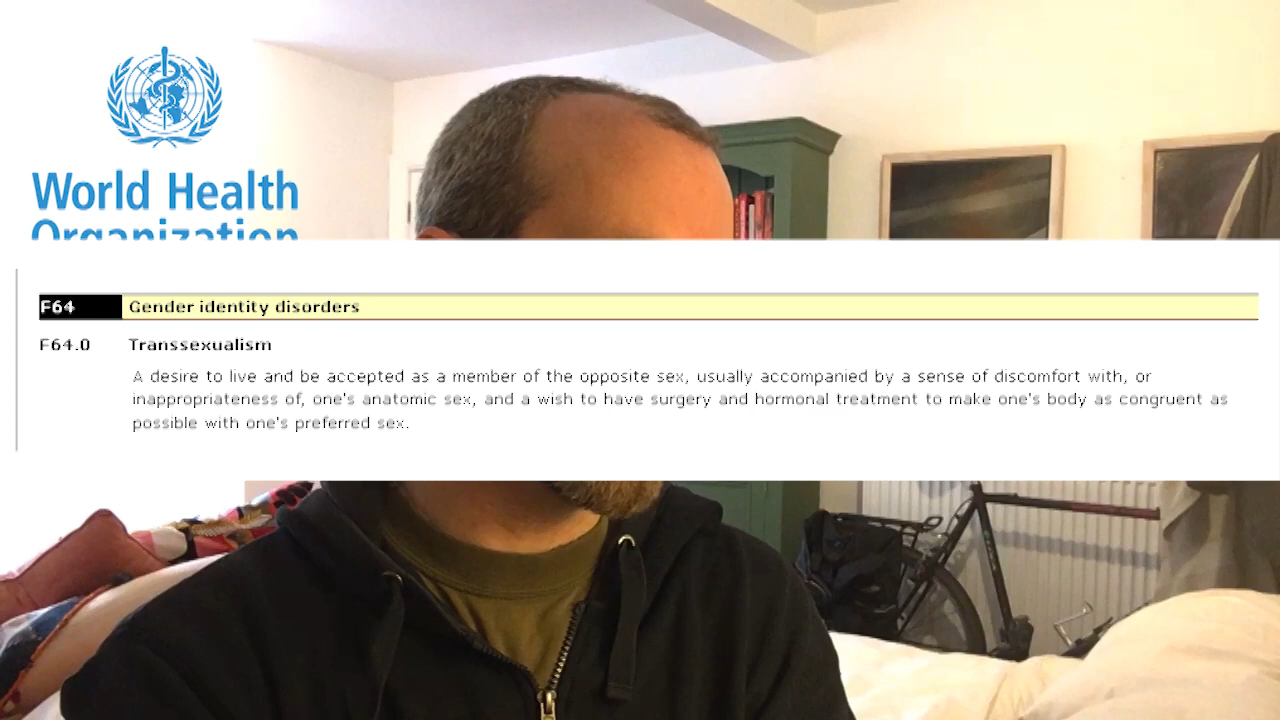 World Health
Organization
F64 Gender identity disorders
F64.0 Transsexualism
A desire to live and be accepted as a member of the opposite sex, usually accompanied by a sense of discomfort with, or
inappropriateness of, one's anatomic sex, and a wish to have surgery and hormonal treatment to make one's body as congruent as
possible with one's preferred sex.